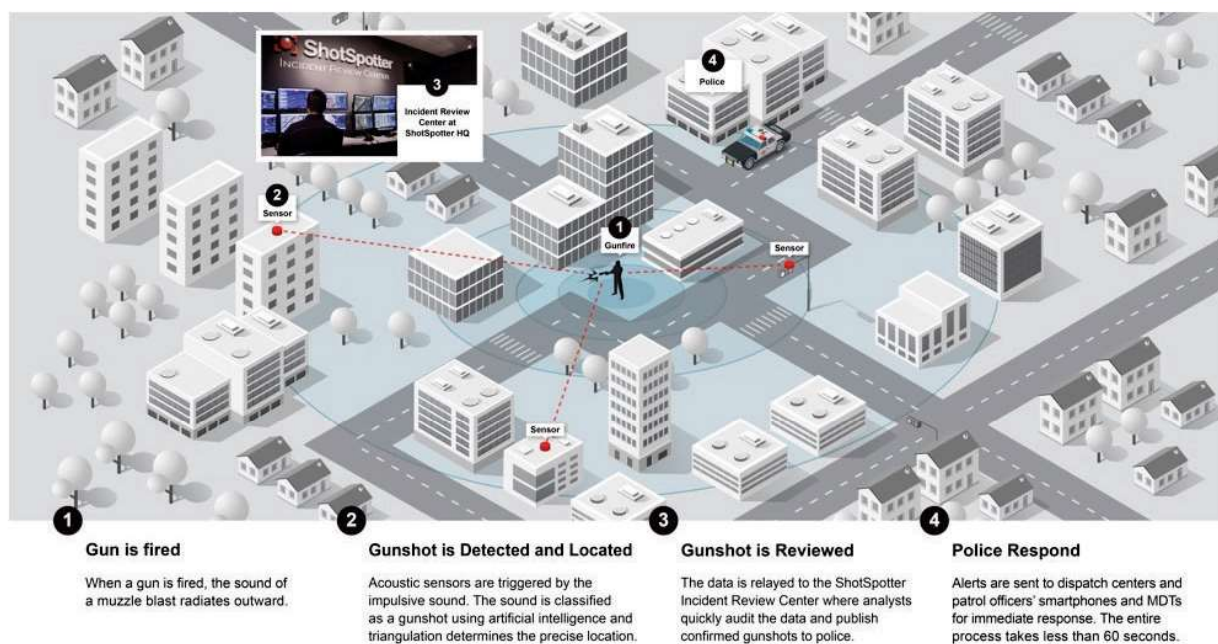 ShotSpotter
INCIDENT REVIEW CENTER
3
Incident Review
Center at
ShotSpotter HQ
4
Police
2
Sensor
1
Gunfire
Sensor
Sensor
1
Gun is fired
When a gun is fired, the sound of
a muzzle blast radiates outward.
2
Gunshot is Detected and Located
Acoustic sensors are triggered by the
impulsive sound. The sound is classified
as a gunshot using artificial intelligence and
triangulation determines the precise location.
3
Gunshot is Reviewed
The data is relayed to the ShotSpotter
Incident Review Center where analysts
quickly audit the data and publish
confirmed gunshots to police.
4
Police Respond
Alerts are sent to dispatch centers and
patrol officers' smartphones and MDTs
for immediate response. The entire
process takes less than 60 seconds.